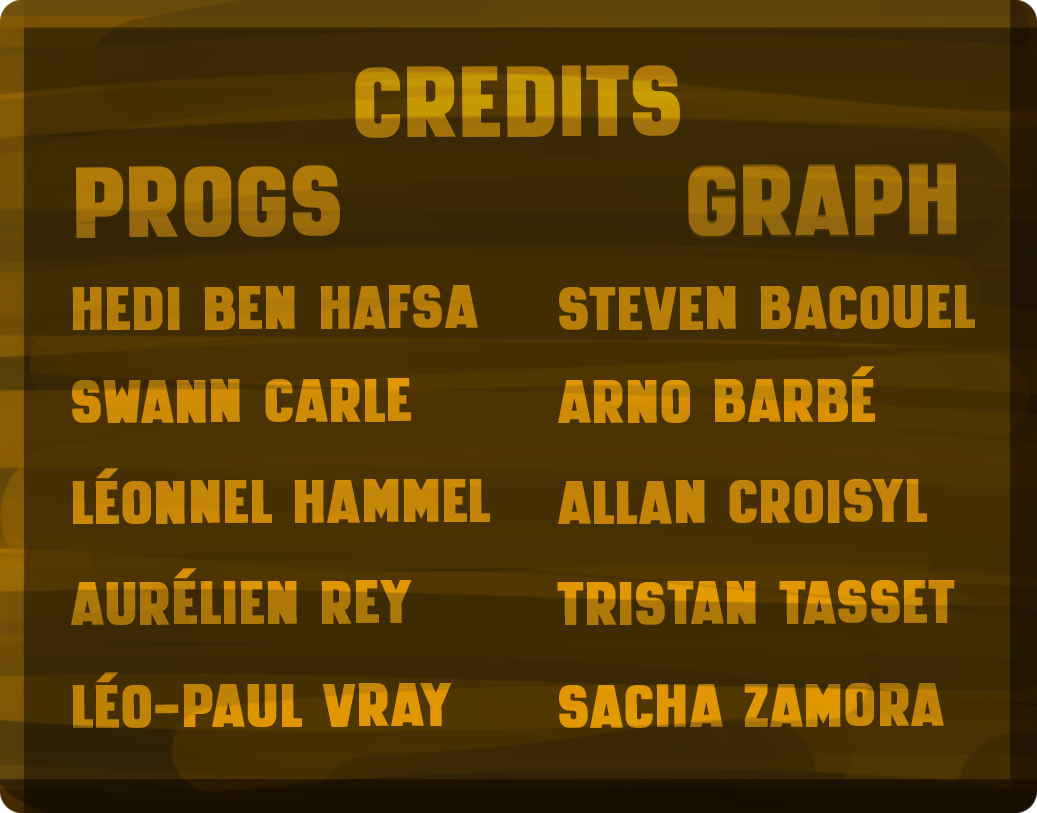 CREDITS
PROGS
HEDI BEN HAFSA
SWANN CARLE
LÉONNEL HAMMEL
AURÉLIEN REY
LÉO-PAUL VRAY
GRAPH
STEVEN BACOUEL
ARNO BARBÉ
ALLAN CROISYL
TRISTAN TASSET
SACHA ZAMORA